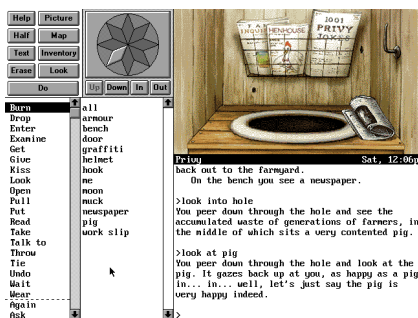 Help Picture
Half Map
Text Inventory
Erase Look
Do
Up Down In Out
Burn
Drop
Enter
Examine
Get
Give
Kiss
Look
Open
Pull
Put
Read
Take
Talk to
Throw
Tie
Undo
Wait
Wear
Again
Ask
all
armour
bench
door
graffiti
helmet
hook
me
moon
muck
newspaper
pig
work slip
HENHOUSE
1001
PRIVY
JOKES
Privy Sat, 12:06p
back out to the farmyard.
On the bench you see a newspaper.
>look into hole
You peer down through the hole and see the
accumulated waste of generations of farmers, in
the middle of which sits a very contented pig.
>look at pig
You peer down through the hole and look at the
pig. It gazes back up at you, as happy as a pig
in... in... well, let's just say the pig is
very happy indeed.
>